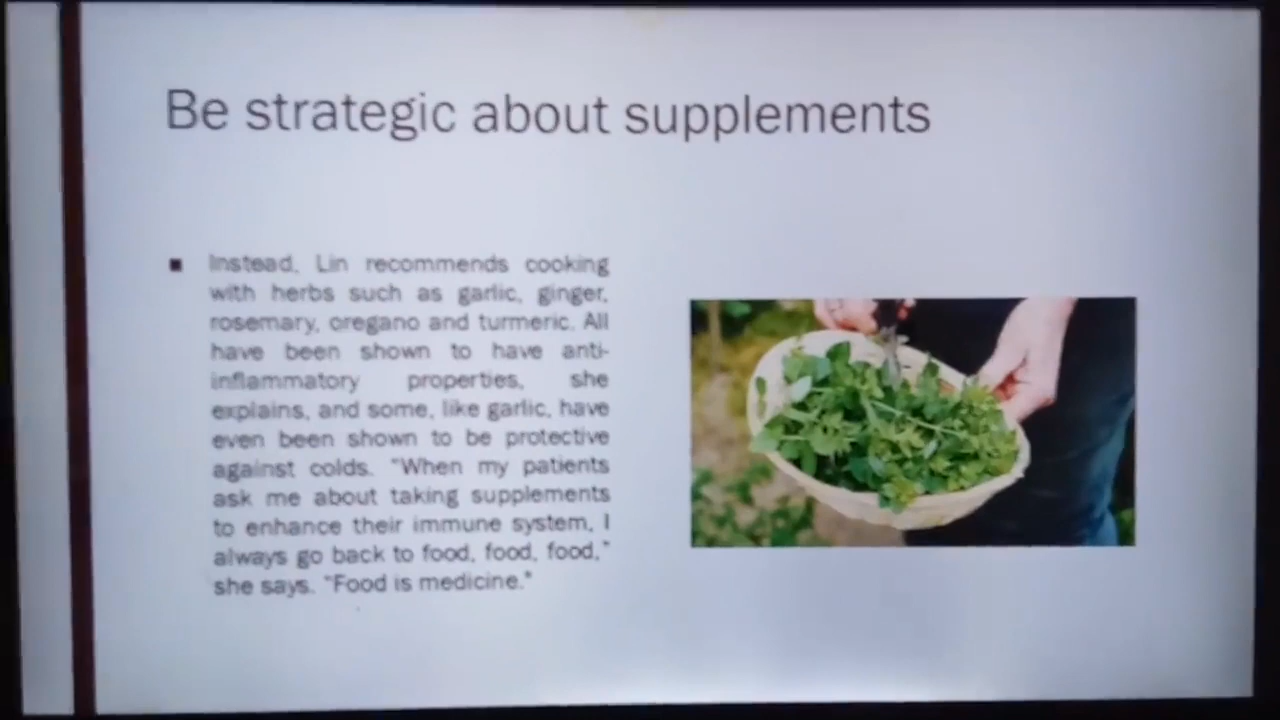 Be strategic about supplements
Instead, Lin recommends cooking
with herbs such as garlic, ginger,
rosemary, oregano and turmeric. All
have been shown to have anti-
inflammatory properties, she
explains, and some, like garlic, have
even been shown to be protective
against colds. "When my patients
ask me about taking supplements
to enhance their immune system, I
always go back to food, food, food,"
she says. "Food is medicine."